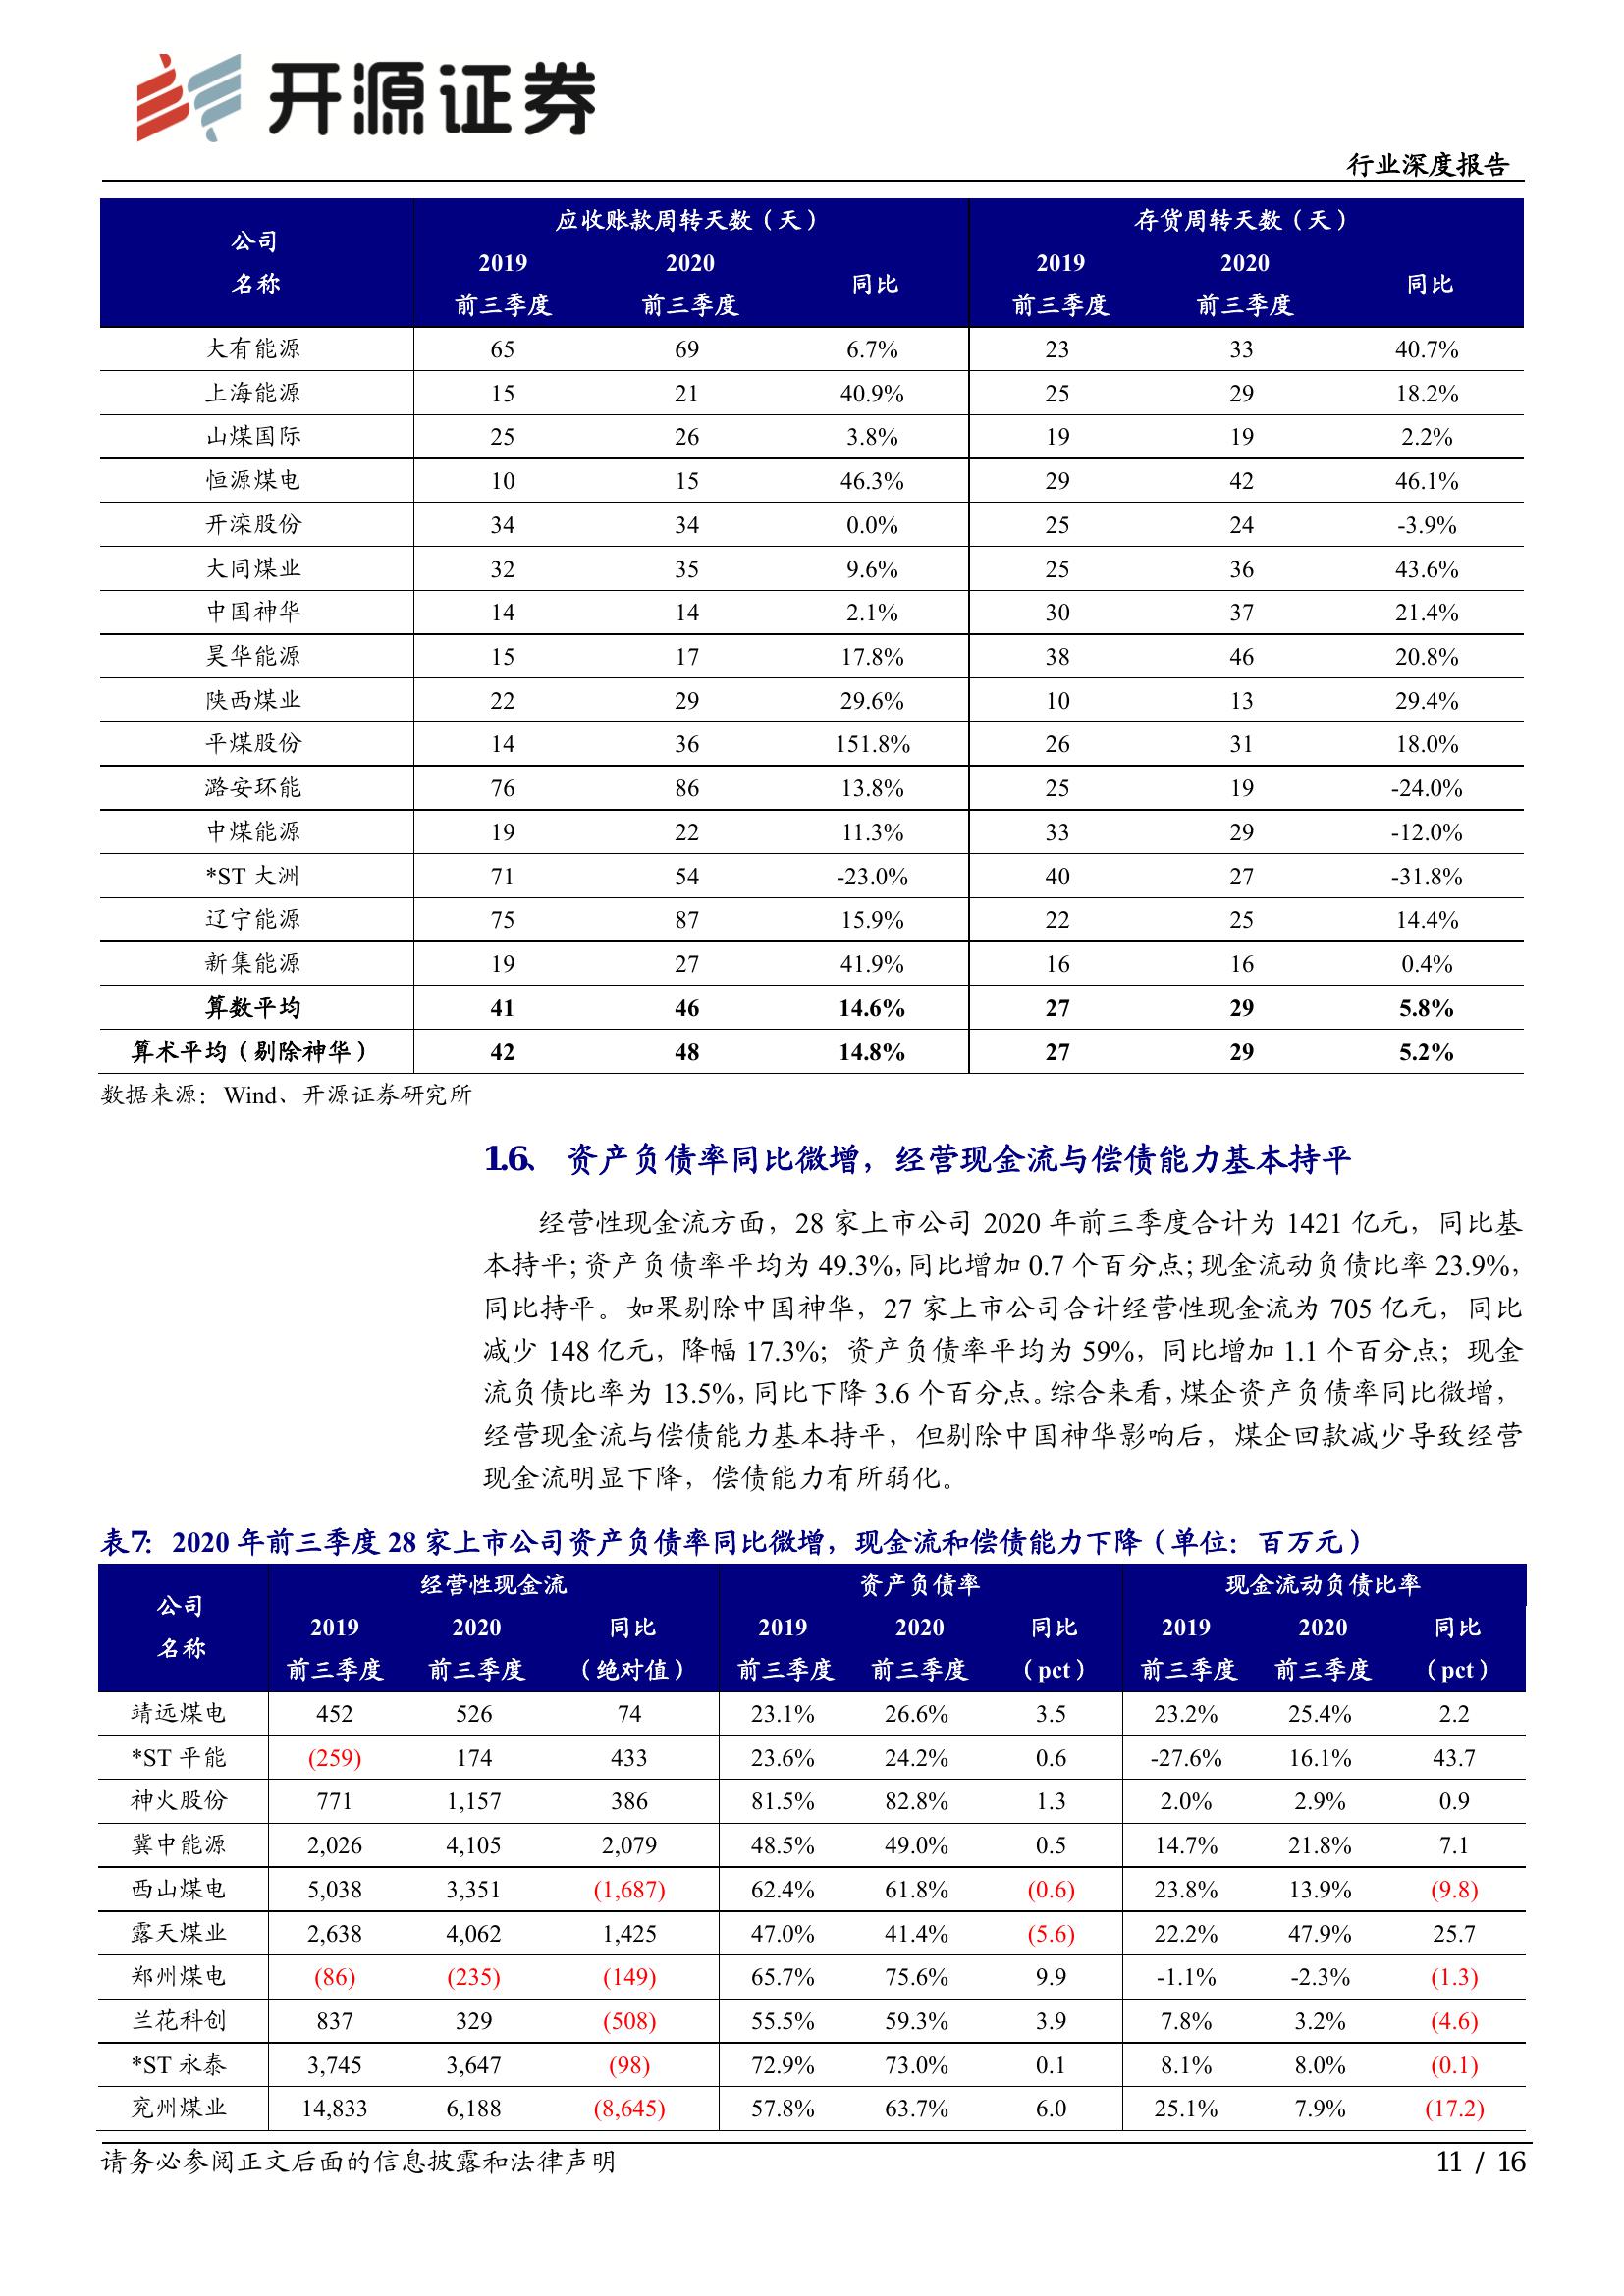 开源证券
行业深度报告
公司名称 应收账款周转天数（天） 存货周转天数（天）
2019前三季度 2020前三季度 同比 2019前三季度 2020前三季度 同比
大有能源 65 69 6.7% 23 33 40.7%
上海能源 15 21 40.9% 25 29 18.2%
山煤国际 25 26 3.8% 19 19 2.2%
恒源煤电 10 15 46.3% 29 42 46.1%
开滦股份 34 34 0.0% 25 24 -3.9%
大同煤业 32 35 9.6% 25 36 43.6%
中国神华 14 14 2.1% 30 37 21.4%
昊华能源 15 17 17.8% 38 46 20.8%
陕西煤业 22 29 29.6% 10 13 29.4%
平煤股份 14 36 151.8% 26 31 18.0%
潞安环能 76 86 13.8% 25 19 -24.0%
中煤能源 19 22 11.3% 33 29 -12.0%
*ST 大洲 71 54 -23.0% 40 27 -31.8%
辽宁能源 75 87 15.9% 22 25 14.4%
新集能源 19 27 41.9% 16 16 0.4%
算数平均 41 46 14.6% 27 29 5.8%
算术平均（剔除神华） 42 48 14.8% 27 29 5.2%
数据来源：Wind、开源证券研究所
1.6、 资产负债率同比微增，经营现金流与偿债能力基本持平
经营性现金流方面，28 家上市公司 2020 年前三季度合计为 1421 亿元，同比基
本持平；资产负债率平均为 49.3%，同比增加 0.7 个百分点；现金流动负债比率 23.9%，
同比持平。如果剔除中国神华，27 家上市公司合计经营性现金流为 705 亿元，同比
减少 148 亿元，降幅 17.3%；资产负债率平均为 59%，同比增加 1.1 个百分点；现金
流负债比率为 13.5%，同比下降 3.6 个百分点。综合来看，煤企资产负债率同比微增，
经营现金流与偿债能力基本持平，但剔除中国神华影响后，煤企回款减少导致经营
现金流明显下降，偿债能力有所弱化。
表7：2020 年前三季度 28 家上市公司资产负债率同比微增，现金流和偿债能力下降（单位：百万元）
公司名称 经营性现金流 资产负债率 现金流动负债比率
2019前三季度 2020前三季度 同比（绝对值） 2019前三季度 2020前三季度 同比（pct） 2019前三季度 2020前三季度 同比（pct）
靖远煤电 452 526 74 23.1% 26.6% 3.5 23.2% 25.4% 2.2
*ST 平能 (259) 174 433 23.6% 24.2% 0.6 -27.6% 16.1% 43.7
神火股份 771 1,157 386 81.5% 82.8% 1.3 2.0% 2.9% 0.9
冀中能源 2,026 4,105 2,079 48.5% 49.0% 0.5 14.7% 21.8% 7.1
西山煤电 5,038 3,351 (1,687) 62.4% 61.8% (0.6) 23.8% 13.9% (9.8)
露天煤业 2,638 4,062 1,425 47.0% 41.4% (5.6) 22.2% 47.9% 25.7
郑州煤电 (86) (235) (149) 65.7% 75.6% 9.9 -1.1% -2.3% (1.3)
兰花科创 837 329 (508) 55.5% 59.3% 3.9 7.8% 3.2% (4.6)
*ST 永泰 3,745 3,647 (98) 72.9% 73.0% 0.1 8.1% 8.0% (0.1)
兖州煤业 14,833 6,188 (8,645) 57.8% 63.7% 6.0 25.1% 7.9% (17.2)
请务必参阅正文后面的信息披露和法律声明
11 / 16